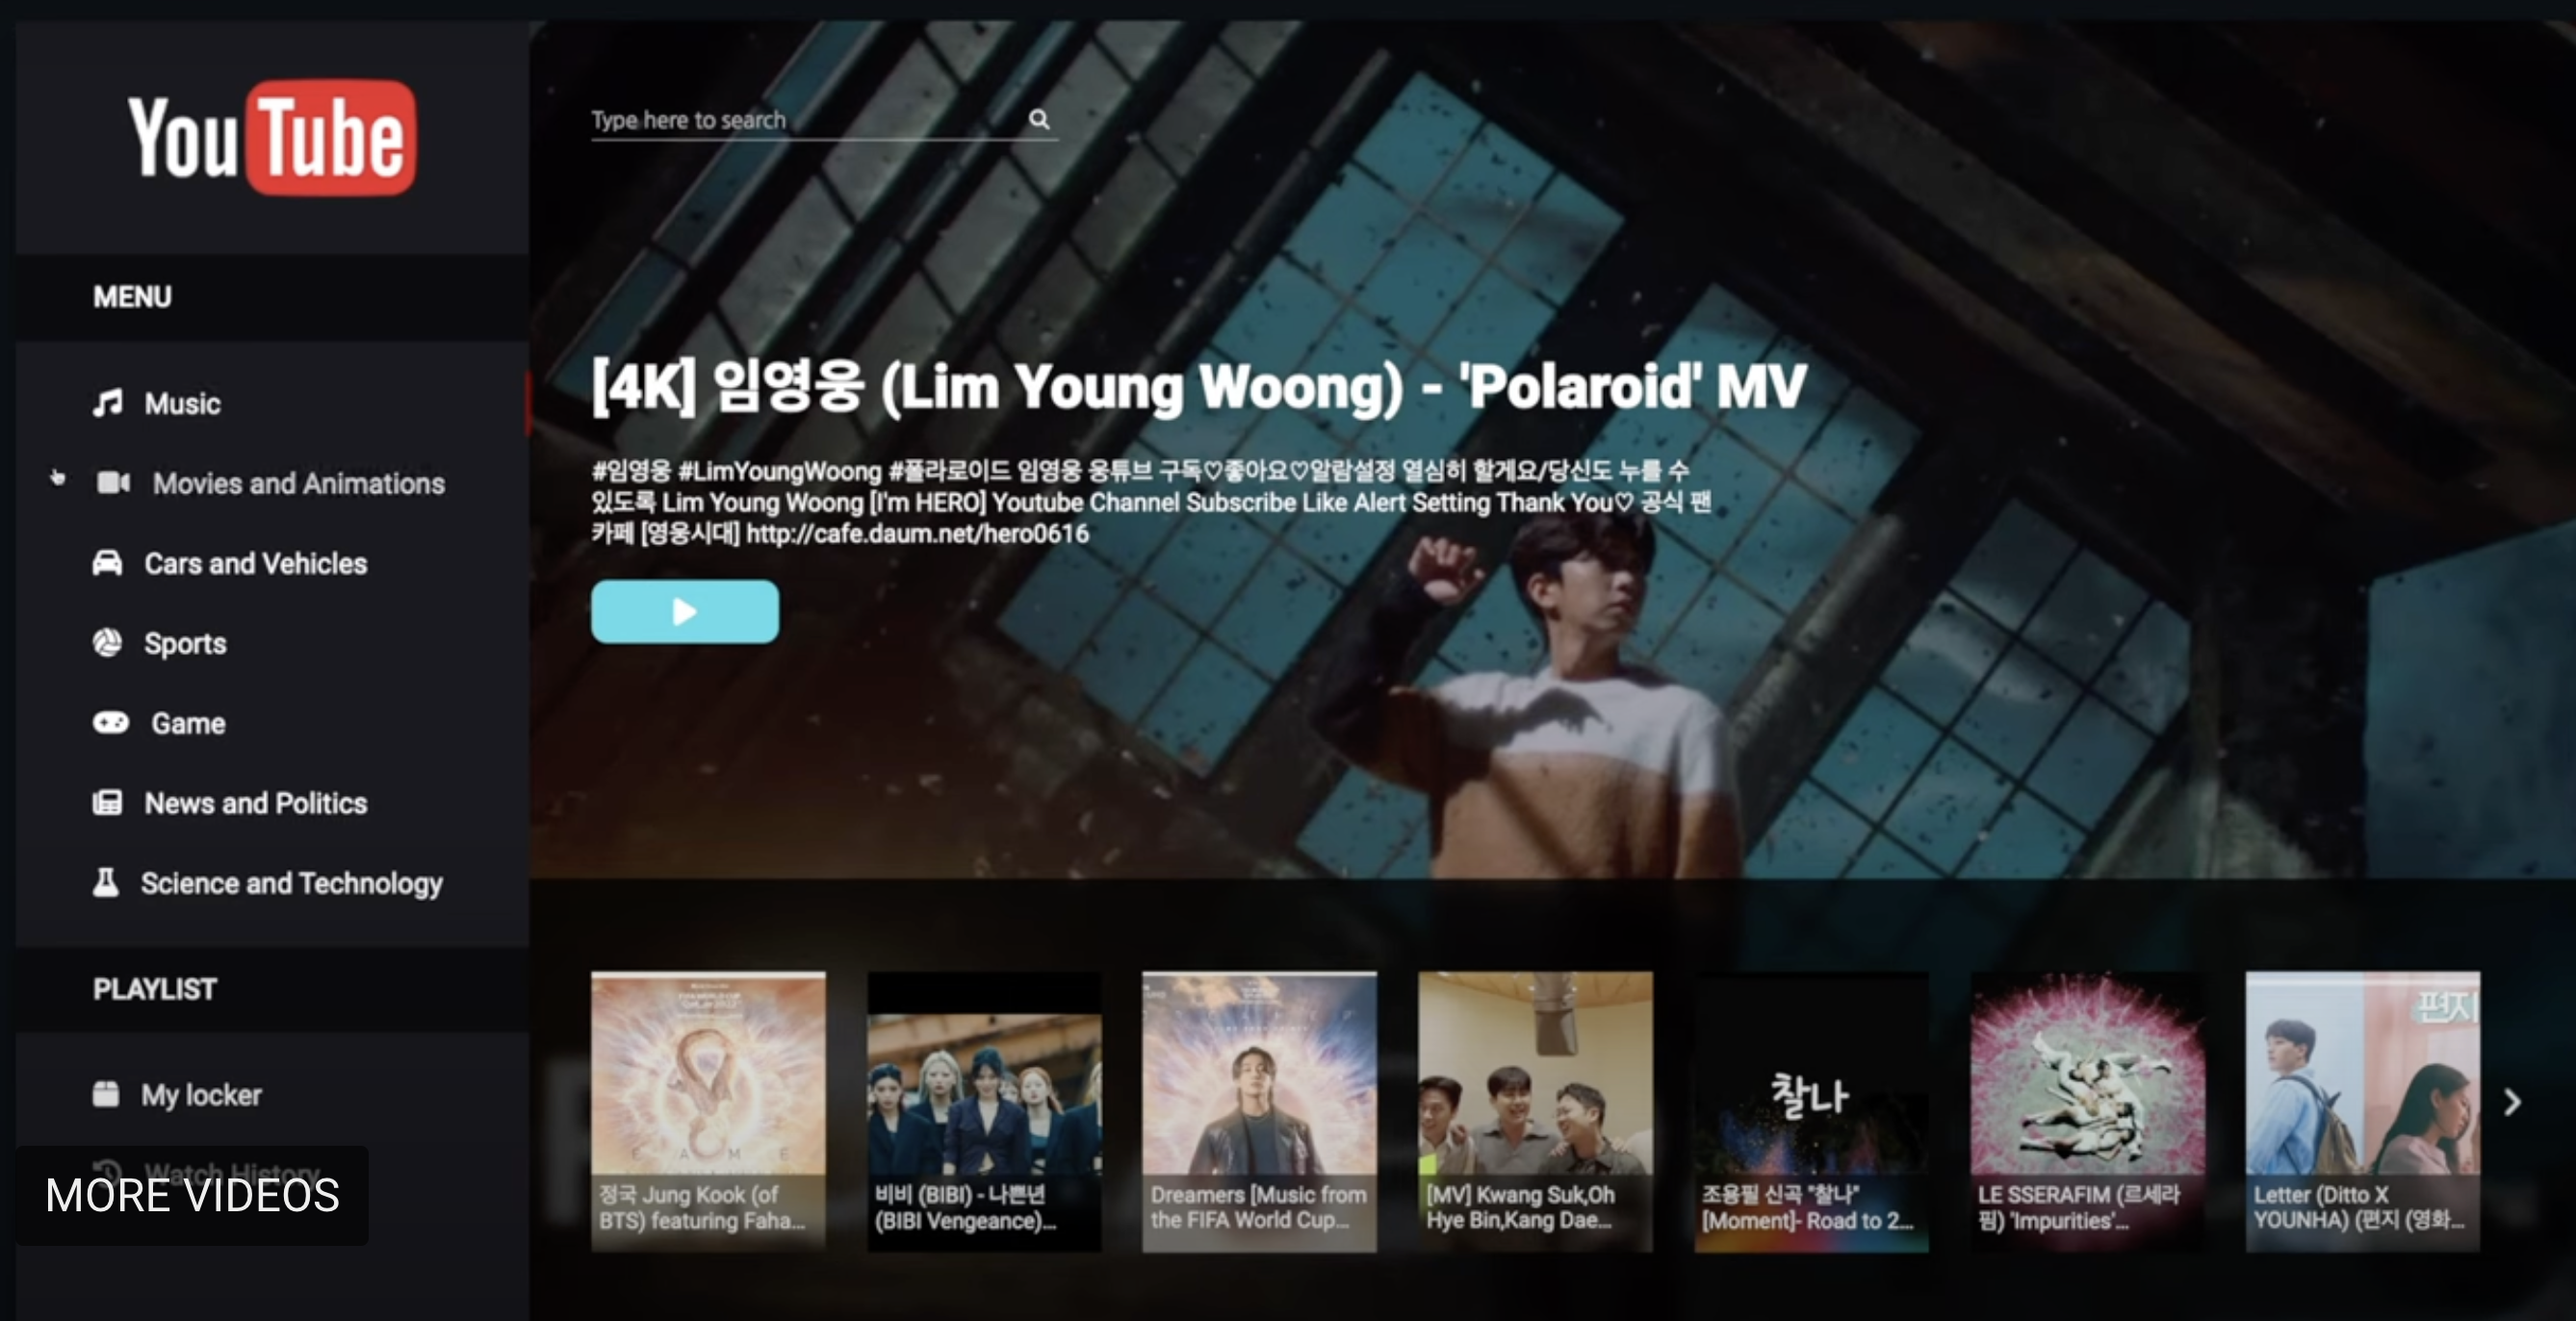 YouTube
MENU
Music
Movies and Animations
Cars and Vehicles
Sports
Game
News and Politics
Science and Technology
PLAYLIST
My locker
Watch History
MORE VIDEOS
Type here to search
[4K] 임영웅 (Lim Young Woong) - 'Polaroid' MV
#임영웅 #LimYoungWoong #폴라로이드 임영웅 웅튜브 구독♡좋아요♡알람설정 열심히 할게요/당신도 누를 수
있도록 Lim Young Woong [I'm HERO] Youtube Channel Subscribe Like Alert Setting Thank You♡ 공식 팬
카페 [영웅시대] http://cafe.daum.net/hero0616
정국 Jung Kook (of
BTS) featuring Faha...
비비 (BIBI) - 나쁜년
(BIBI Vengeance)...
Dreamers [Music from
the FIFA World Cup...
[MV] Kwang Suk,Oh
Hye Bin,Kang Dae...
찰나
조용필 신곡 "찰나"
[Moment]- Road to 2...
LE SSERAFIM (르세라
핌) 'Impurities'...
편지
Letter (Ditto X
YOUNHA) (편지 (영화...